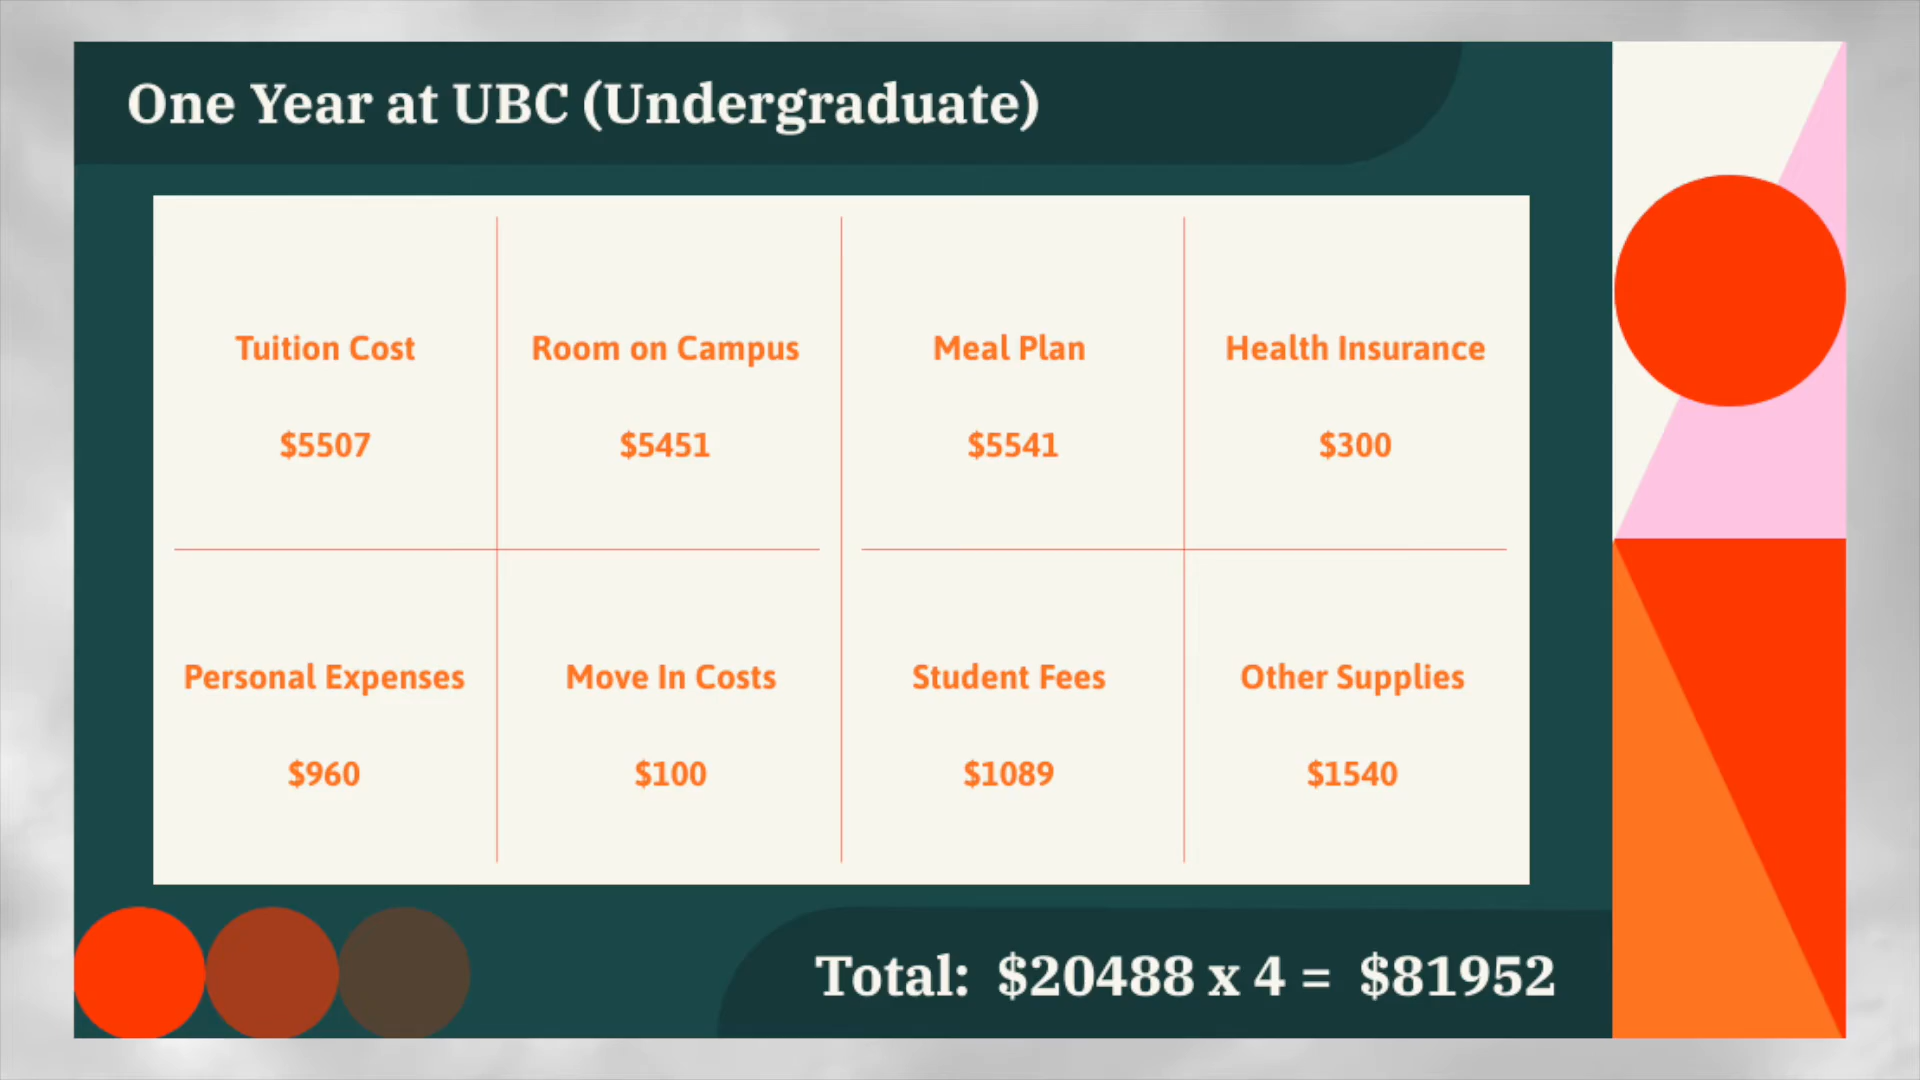 One Year at UBC (Undergraduate)
Tuition Cost
$5507
Room on Campus
$5451
Meal Plan
$5541
Health Insurance
$300
Personal Expenses
$960
Move In Costs
$100
Student Fees
$1089
Other Supplies
$1540
Total: $20488 x 4 = $81952